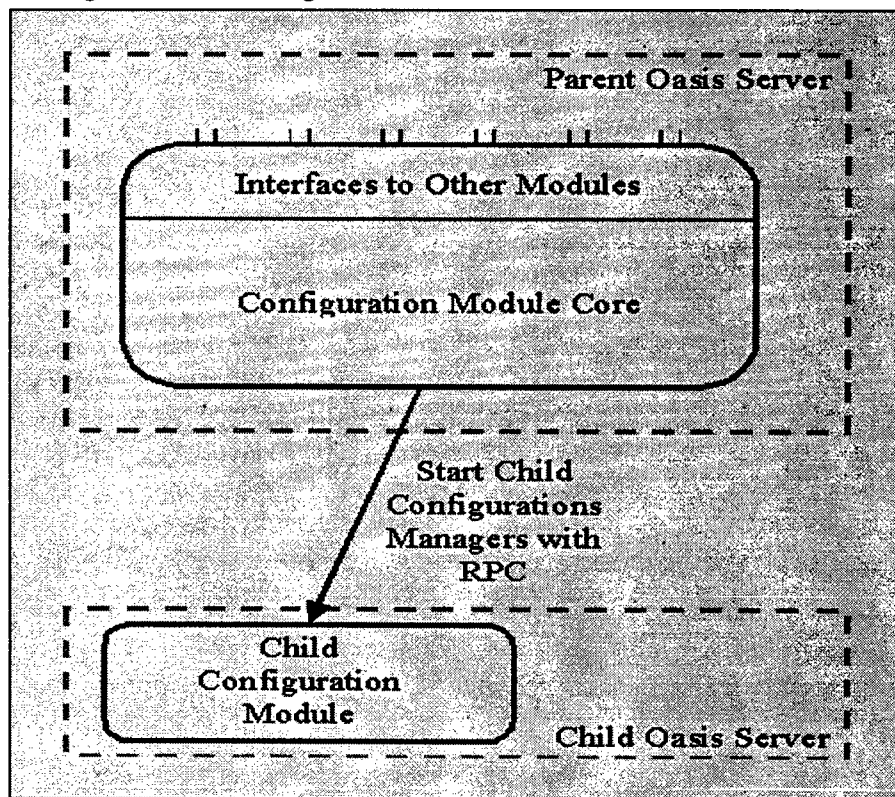 Parent Oasis Server
Interfaces to Other Modules
Configuration Module Core
Start Child
Configurations
Managers with
RPC
Child
Configuration
Module
Child Oasis Server